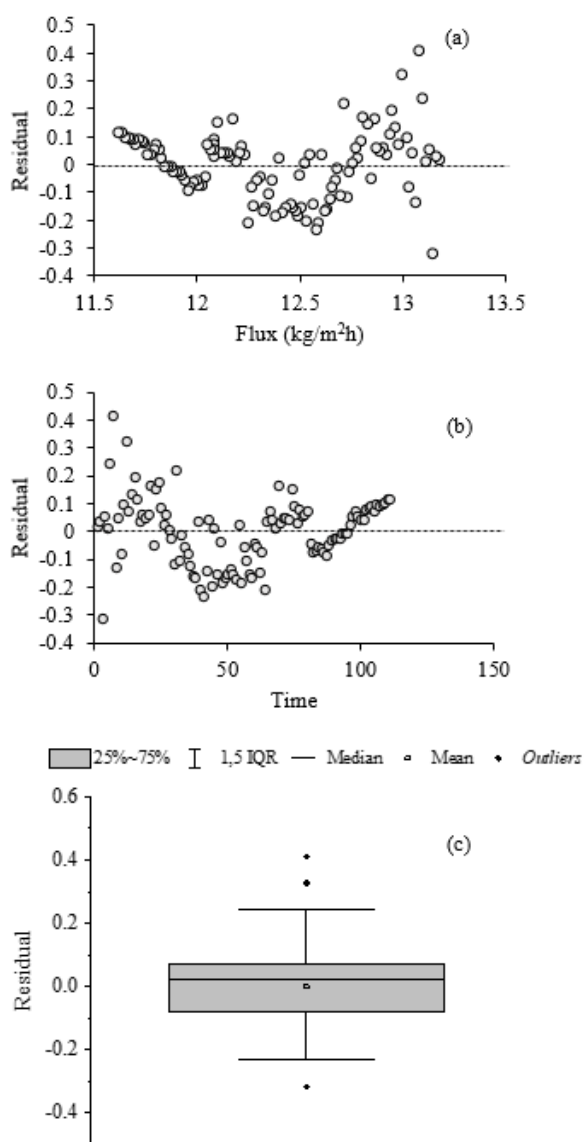 (a)
0.5
0.4
0.3
0.2
0.1
0
-0.1
-0.2
-0.3
-0.4
Residual
11.5 12 12.5 13 13.5
Flux (kg/m²h)
(b)
0.5
0.4
0.3
0.2
0.1
0
-0.1
-0.2
-0.3
-0.4
Residual
0 50 100 150
Time
25%~75% 1,5 IQR Median Mean Outliers
(c)
0.6
0.4
0.2
0.0
-0.2
-0.4
Residual